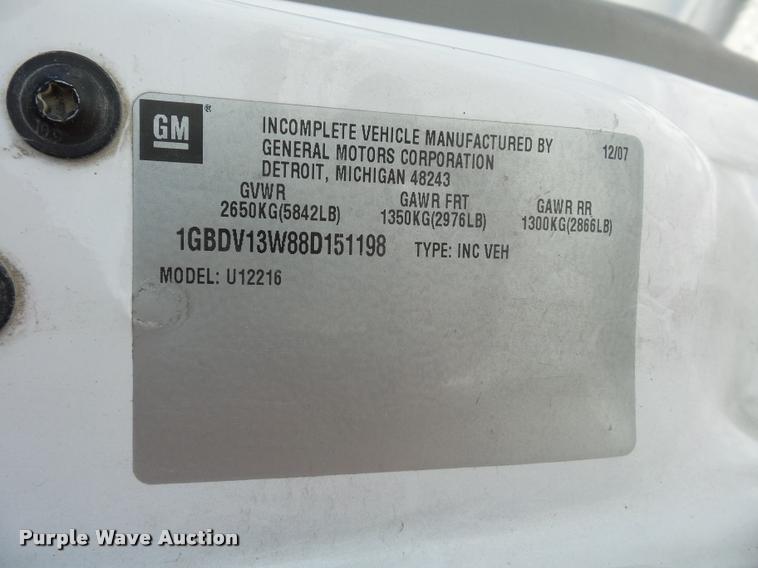 GM®
INCOMPLETE VEHICLE MANUFACTURED BY
GENERAL MOTORS CORPORATION
DETROIT, MICHIGAN 48243
12/07
GVWR GAWR FRT GAWR RR
2650KG(5842LB) 1350KG(2976LB) 1300KG(2866LB)
1GBDV13W88D151198 TYPE: INC VEH
MODEL: U12216
Purple Wave Auction